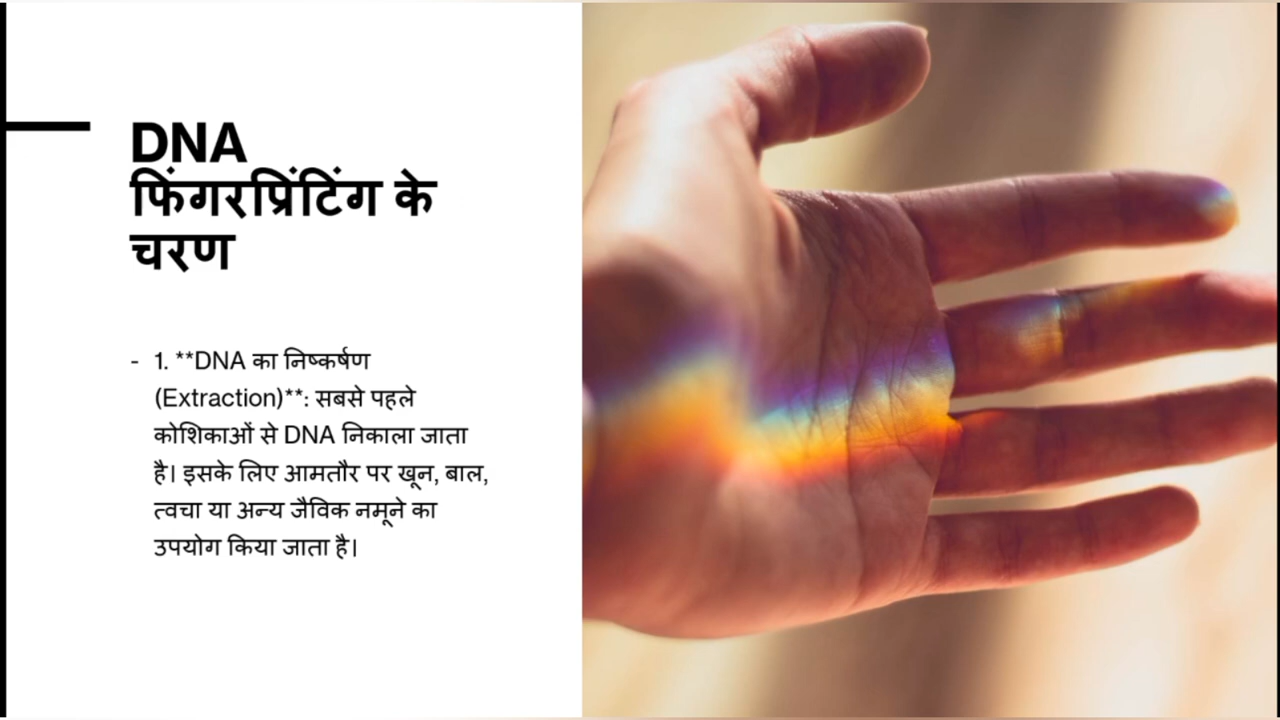 DNA
फिंगरप्रिंटिंग के
चरण
- 1. **DNA का निष्कर्षण
(Extraction)**: सबसे पहले
कोशिकाओं से DNA निकाला जाता
है। इसके लिए आमतौर पर खून, बाल,
त्वचा या अन्य जैविक नमूने का
उपयोग किया जाता है।